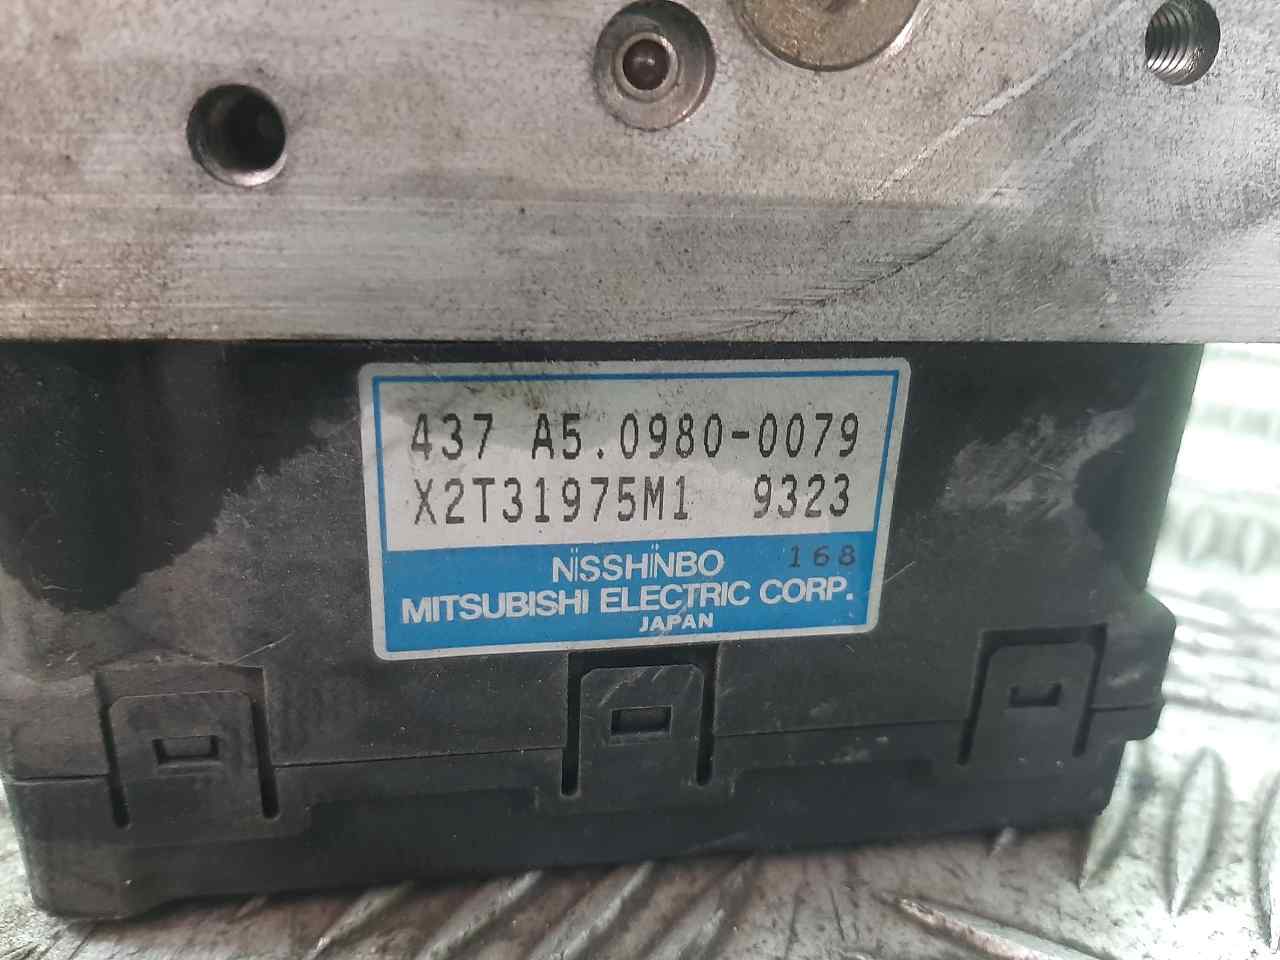 437 A5.0980-0079
X2T31975M1 9323
NISSHINBO 168
MITSUBISHI ELECTRIC CORP.
JAPAN